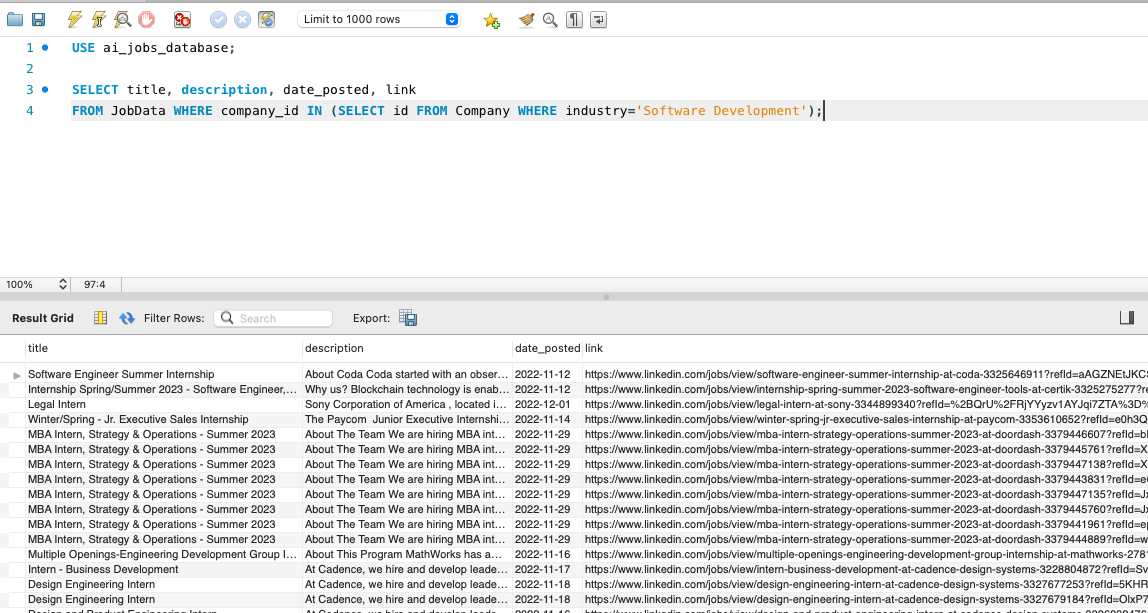 Limit to 1000 rows
1 USE ai_jobs_database;
2
3 SELECT title, description, date_posted, link
4 FROM JobData WHERE company_id IN (SELECT id FROM Company WHERE industry='Software Development');
100% 97:4
Result Grid Filter Rows: Search Export:
title description date_posted link
Software Engineer Summer Internship About Coda Coda started with an obser... 2022-11-12 https://www.linkedin.com/jobs/view/software-engineer-summer-internship-at-coda-3325646911?refId=aAGZNEtJKC
Internship Spring/Summer 2023 - Software Engineer,... Why us? Blockchain technology is enab... 2022-11-12 https://www.linkedin.com/jobs/view/internship-spring-summer-2023-software-engineer-tools-at-certik-3325275277?r
Legal Intern Sony Corporation of America , located i... 2022-12-01 https://www.linkedin.com/jobs/view/legal-intern-at-sony-3344899340?refId=%2BQrU%2FRjYYyzv1AYJqi7ZTA%3D%
Winter/Spring - Jr. Executive Sales Internship The Paycom Junior Executive Internshi... 2022-11-14 https://www.linkedin.com/jobs/view/winter-spring-jr-executive-sales-internship-at-paycom-3353610652?refId=e0h3Q
MBA Intern, Strategy & Operations - Summer 2023 About The Team We are hiring MBA int... 2022-11-29 https://www.linkedin.com/jobs/view/mba-intern-strategy-operations-summer-2023-at-doordash-3379446607?refId=b
MBA Intern, Strategy & Operations - Summer 2023 About The Team We are hiring MBA int... 2022-11-29 https://www.linkedin.com/jobs/view/mba-intern-strategy-operations-summer-2023-at-doordash-3379445761?refId=X
MBA Intern, Strategy & Operations - Summer 2023 About The Team We are hiring MBA int... 2022-11-29 https://www.linkedin.com/jobs/view/mba-intern-strategy-operations-summer-2023-at-doordash-3379447138?refId=X
MBA Intern, Strategy & Operations - Summer 2023 About The Team We are hiring MBA int... 2022-11-29 https://www.linkedin.com/jobs/view/mba-intern-strategy-operations-summer-2023-at-doordash-3379443831?refId=e
MBA Intern, Strategy & Operations - Summer 2023 About The Team We are hiring MBA int... 2022-11-29 https://www.linkedin.com/jobs/view/mba-intern-strategy-operations-summer-2023-at-doordash-3379447135?refId=J
MBA Intern, Strategy & Operations - Summer 2023 About The Team We are hiring MBA int... 2022-11-29 https://www.linkedin.com/jobs/view/mba-intern-strategy-operations-summer-2023-at-doordash-3379445760?refId=J
MBA Intern, Strategy & Operations - Summer 2023 About The Team We are hiring MBA int... 2022-11-29 https://www.linkedin.com/jobs/view/mba-intern-strategy-operations-summer-2023-at-doordash-3379441961?refId=e
MBA Intern, Strategy & Operations - Summer 2023 About The Team We are hiring MBA int... 2022-11-29 https://www.linkedin.com/jobs/view/mba-intern-strategy-operations-summer-2023-at-doordash-3379444889?refId=w
Multiple Openings-Engineering Development Group I... About This Program MathWorks has a... 2022-11-16 https://www.linkedin.com/jobs/view/multiple-openings-engineering-development-group-internship-at-mathworks-278
Intern - Business Development At Cadence, we hire and develop leade... 2022-11-17 https://www.linkedin.com/jobs/view/intern-business-development-at-cadence-design-systems-3228804872?refId=Sv
Design Engineering Intern At Cadence, we hire and develop leade... 2022-11-18 https://www.linkedin.com/jobs/view/design-engineering-intern-at-cadence-design-systems-3327677253?refId=5KHR
Design Engineering Intern At Cadence, we hire and develop leade... 2022-11-18 https://www.linkedin.com/jobs/view/design-engineering-intern-at-cadence-design-systems-3327679184?refId=OlxP7